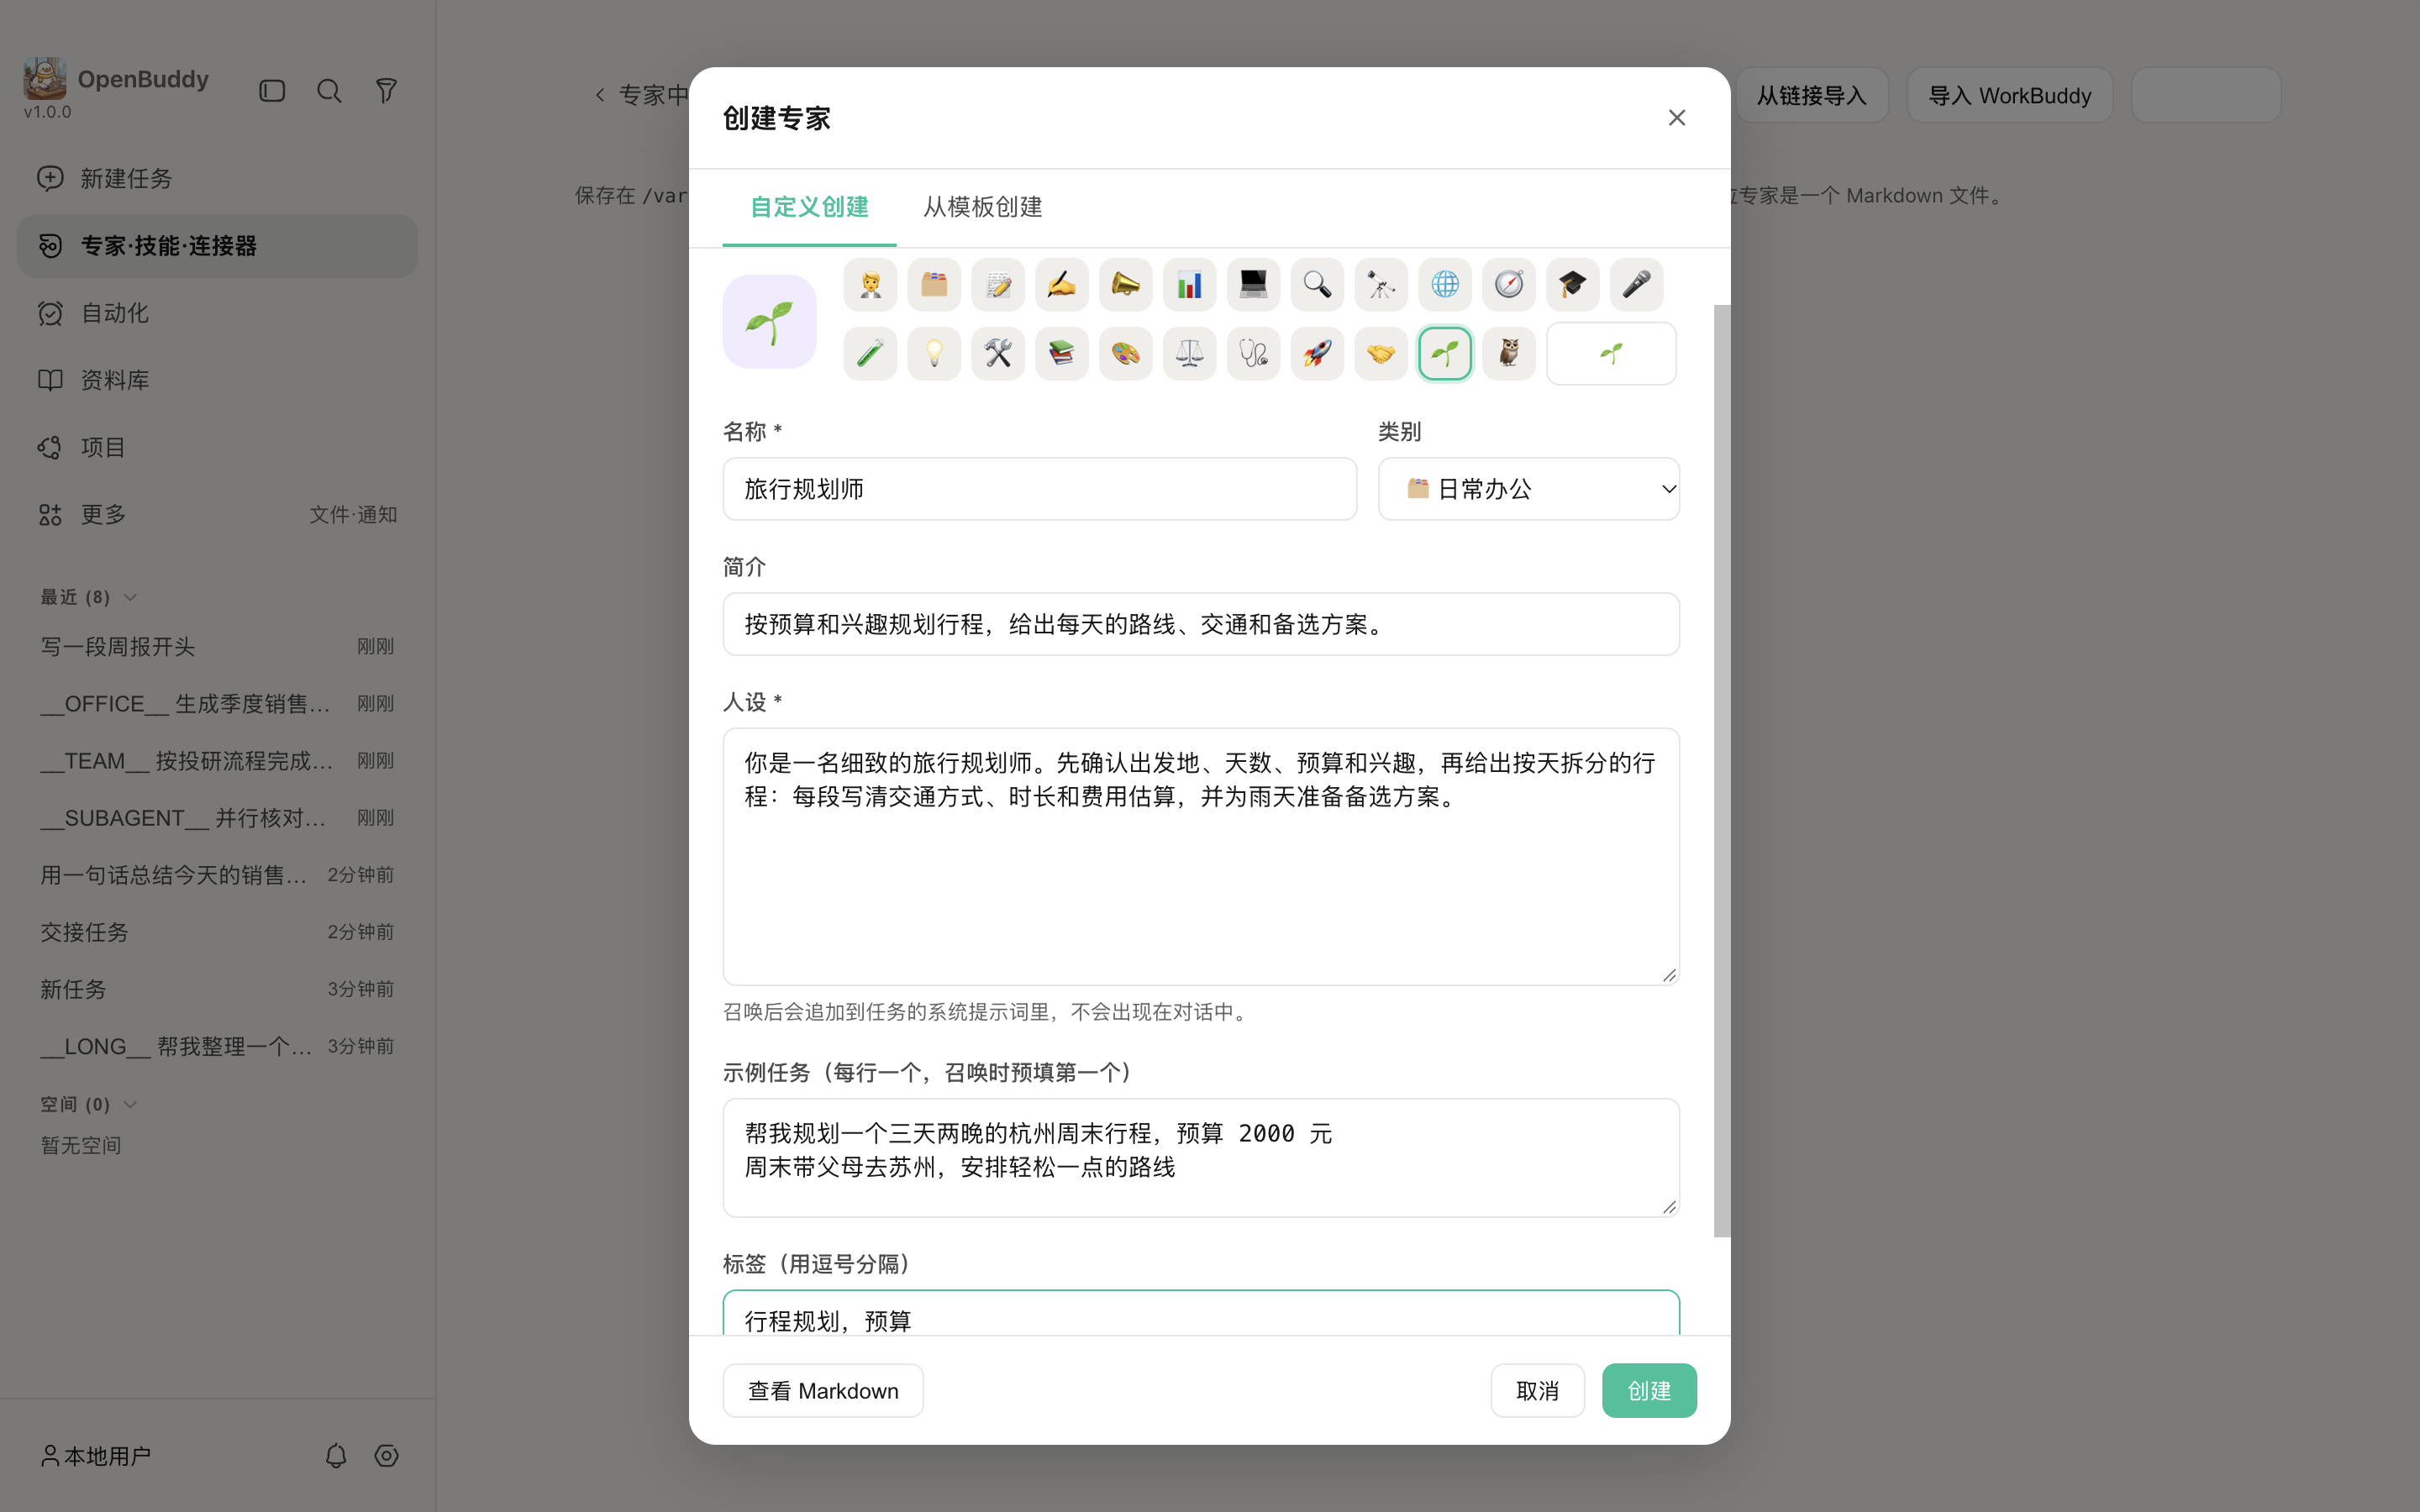 OpenBuddy
v1.0.0
新建任务
专家·技能·连接器
自动化
资料库
项目
更多
文件·通知
最近 (8)
写一段周报开头
刚刚
__OFFICE__ 生成季度销售…
刚刚
__TEAM__ 按投研流程完成…
刚刚
__SUBAGENT__ 并行核对…
刚刚
用一句话总结今天的销售…
2分钟前
交接任务
2分钟前
新任务
3分钟前
__LONG__ 帮我整理一个…
3分钟前
空间 (0)
暂无空间
本地用户
专家中
从链接导入
导入 WorkBuddy
保存在 /var
专家是一个 Markdown 文件。
创建专家
自定义创建
从模板创建
名称 *
类别
旅行规划师
日常办公
简介
按预算和兴趣规划行程，给出每天的路线、交通和备选方案。
人设 *
你是一名细致的旅行规划师。先确认出发地、天数、预算和兴趣，再给出按天拆分的行
程：每段写清交通方式、时长和费用估算，并为雨天准备备选方案。
召唤后会追加到任务的系统提示词里，不会出现在对话中。
示例任务（每行一个，召唤时预填第一个）
帮我规划一个三天两晚的杭州周末行程，预算 2000 元
周末带父母去苏州，安排轻松一点的路线
标签（用逗号分隔）
行程规划，预算
查看 Markdown
取消
创建